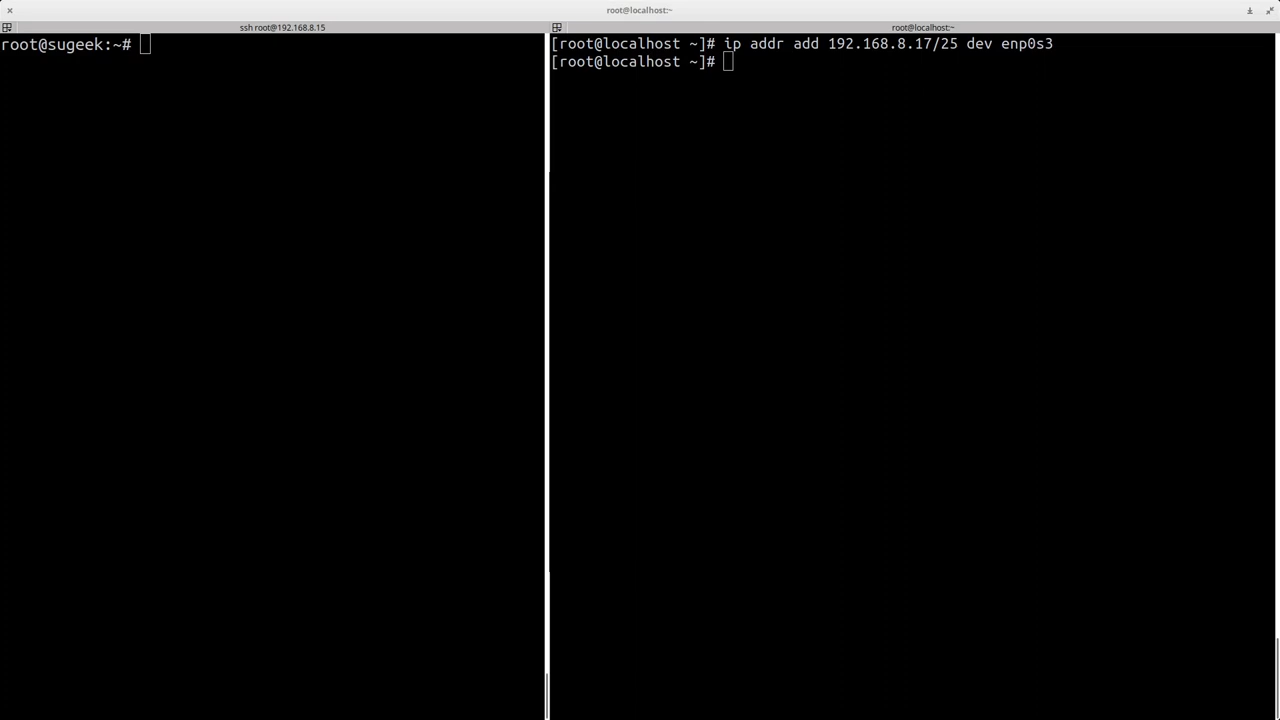 root@localhost:~
ssh root@192.168.8.15
root@sugeek:~#
root@localhost:~
[root@localhost ~]# ip addr add 192.168.8.17/25 dev enp0s3
[root@localhost ~]#